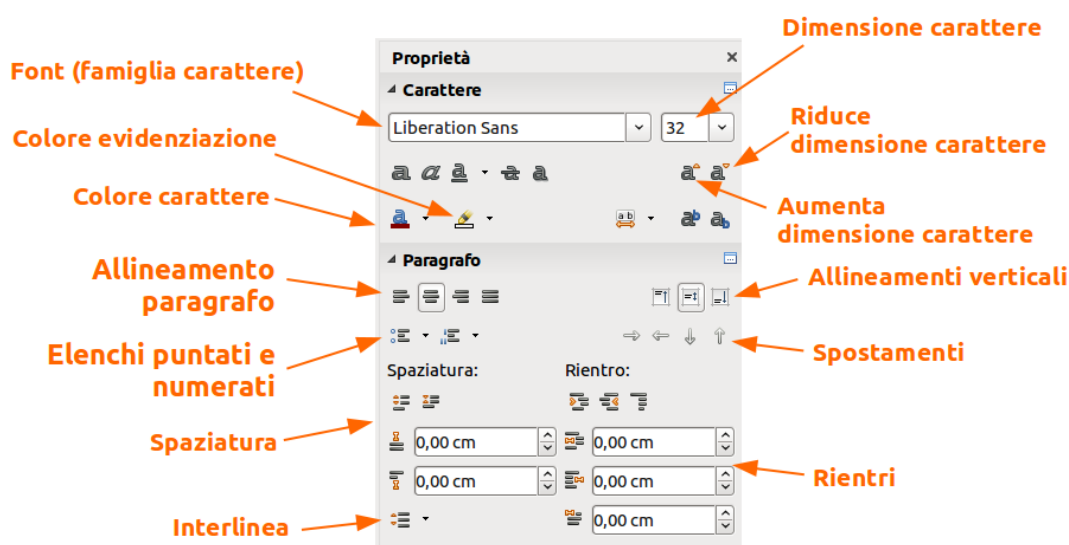 Dimensione carattere
Proprietà
Font (famiglia carattere)
Carattere
Liberation Sans
32
Riduce
dimensione carattere
Colore evidenziazione
a a a a a a a
Colore carattere
Aumenta
dimensione carattere
a a b ab ab
Paragrafo
Allineamento
paragrafo
Allineamenti verticali
Elenchi puntati e
numerati
Spostamenti
Spaziatura: Rientro:
Spaziatura
0,00 cm 0,00 cm
0,00 cm 0,00 cm
Rientri
Interlinea
0,00 cm